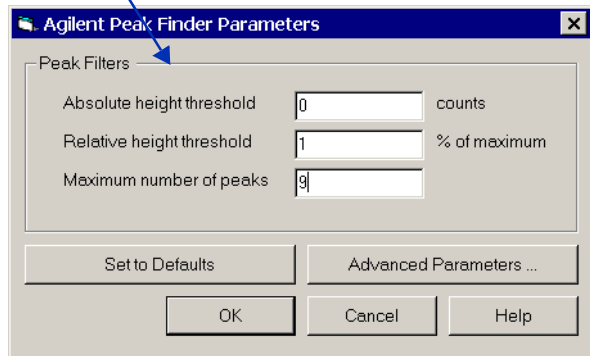 Agilent Peak Finder Parameters
Peak Filters
Absolute height threshold 0 counts
Relative height threshold 1 % of maximum
Maximum number of peaks 9
Set to Defaults Advanced Parameters ...
OK Cancel Help